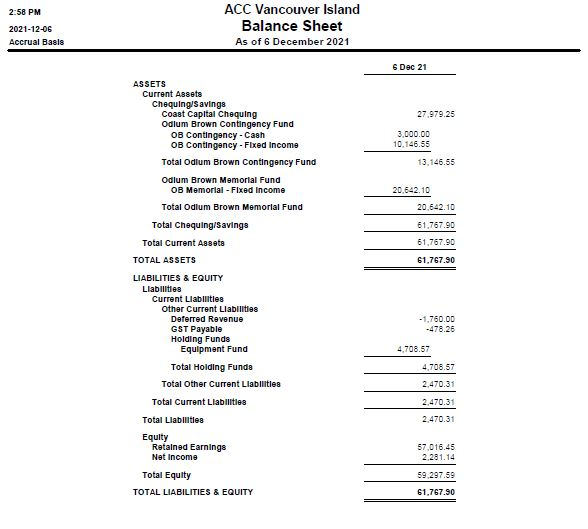 2:58 PM
ACC Vancouver Island
2021-12-06
Balance Sheet
Accrual Basis
As of 6 December 2021
6 Dec 21
ASSETS
Current Assets
Chequing/Savings
Coast Capital Chequing 27,979.25
Odlum Brown Contingency Fund
OB Contingency - Cash 3,000.00
OB Contingency - Fixed Income 10,146.55
Total Odlum Brown Contingency Fund 13,146.55
Odlum Brown Memorial Fund
OB Memorial - Fixed Income 20,642.10
Total Odlum Brown Memorial Fund 20,642.10
Total Chequing/Savings 61,767.90
Total Current Assets 61,767.90
TOTAL ASSETS 61,767.90
LIABILITIES & EQUITY
Liabilities
Current Liabilities
Other Current Liabilities
Deferred Revenue -1,760.00
GST Payable -478.26
Holding Funds
Equipment Fund 4,708.57
Total Holding Funds 4,708.57
Total Other Current Liabilities 2,470.31
Total Current Liabilities 2,470.31
Total Liabilities 2,470.31
Equity
Retained Earnings 57,016.45
Net Income 2,281.14
Total Equity 59,297.59
TOTAL LIABILITIES & EQUITY 61,767.90